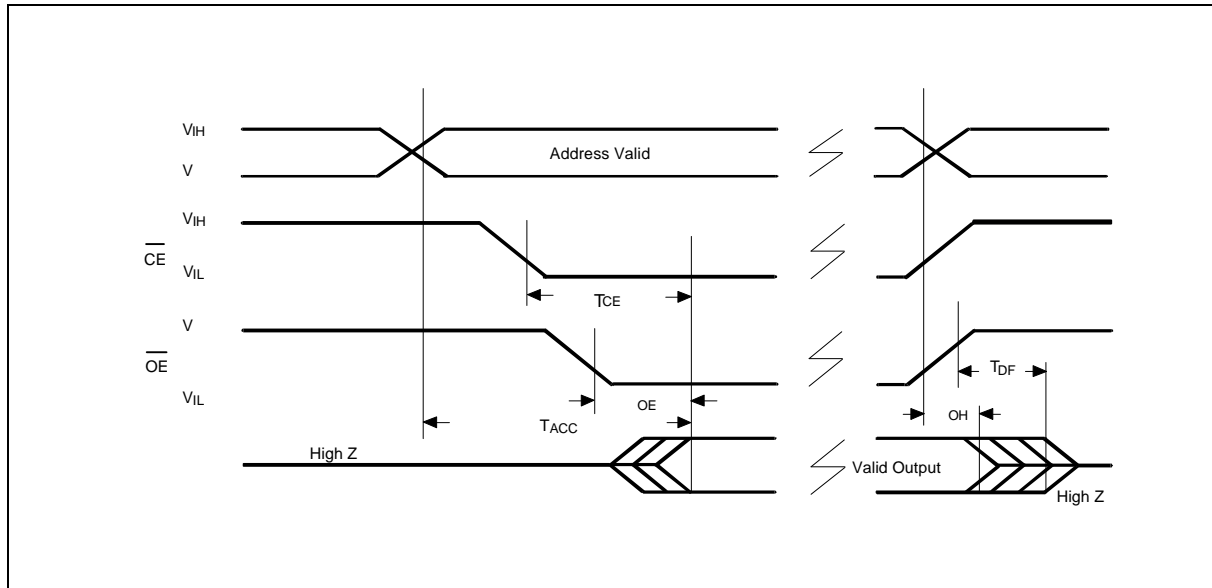 VIH
Address Valid
V
VIH
CE
VIL
TCE
V
OE
TDF
VIL
OE
OH
TACC
High Z
Valid Output
High Z